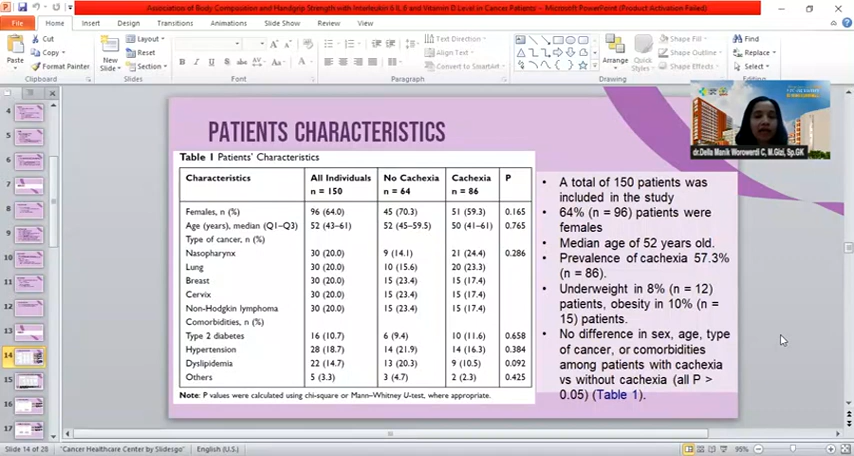 Association of Body Composition and Handgrip Strength with Interleukin 6 IL 6 and Vitamin D Level in Cancer Patients - Microsoft PowerPoint (Product Activation Failed)
File Home Insert Design Transitions Animations Slide Show Review View
Cut
Copy
Format Painter
Paste
Clipboard
New
Slide
Layout
Reset
Section
Slides
Font
Text Direction
Align Text
Convert to SmartArt
Paragraph
Arrange
Quick
Styles
Shape Fill
Shape Outline
Shape Effects
Drawing
Find
Replace
Select
Editing
4
5
6
7
8
9
10
11
12
13
14
15
16
17
PATIENTS CHARACTERISTICS
dr.Della Manik Worowerdi C, M.Gizi, Sp.GK
Table 1 Patients' Characteristics
Characteristics All Individuals No Cachexia Cachexia P
n = 150 n = 64 n = 86
Females, n (%) 96 (64.0) 45 (70.3) 51 (59.3) 0.165
Age (years), median (Q1–Q3) 52 (43–61) 52 (45–59.5) 50 (41–61) 0.765
Type of cancer, n (%)
Nasopharynx 30 (20.0) 9 (14.1) 21 (24.4) 0.286
Lung 30 (20.0) 10 (15.6) 20 (23.3)
Breast 30 (20.0) 15 (23.4) 15 (17.4)
Cervix 30 (20.0) 15 (23.4) 15 (17.4)
Non-Hodgkin lymphoma 30 (20.0) 15 (23.4) 15 (17.4)
Comorbidities, n (%)
Type 2 diabetes 16 (10.7) 6 (9.4) 10 (11.6) 0.658
Hypertension 28 (18.7) 14 (21.9) 14 (16.3) 0.384
Dyslipidemia 22 (14.7) 13 (20.3) 9 (10.5) 0.092
Others 5 (3.3) 3 (4.7) 2 (2.3) 0.425
Note: P values were calculated using chi-square or Mann–Whitney U-test, where appropriate.
• A total of 150 patients was
included in the study
• 64% (n = 96) patients were
females
• Median age of 52 years old.
• Prevalence of cachexia 57.3%
(n = 86).
• Underweight in 8% (n = 12)
patients, obesity in 10% (n =
15) patients.
• No difference in sex, age, type
of cancer, or comorbidities
among patients with cachexia
vs without cachexia (all P >
0.05) (Table 1).
Slide 14 of 28 "Cancer Healthcare Center by Slidesgo" English (U.S.) 95%